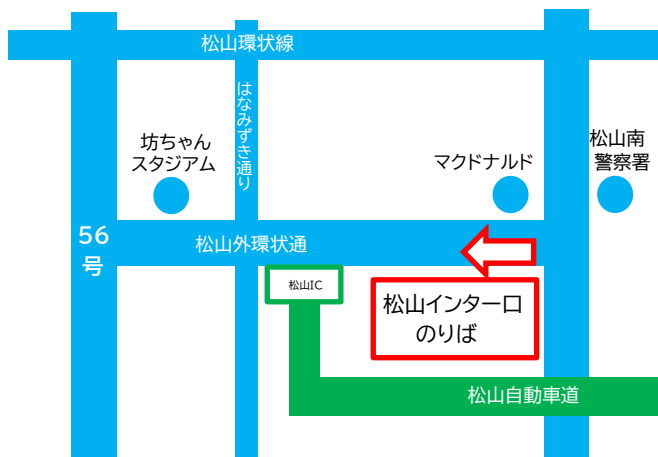 松山環状線
はなみずき通り
坊ちゃん
スタジアム
マクドナルド
松山南
警察署
56
号
松山外環状通
松山IC
松山インター口
のりば
松山自動車道